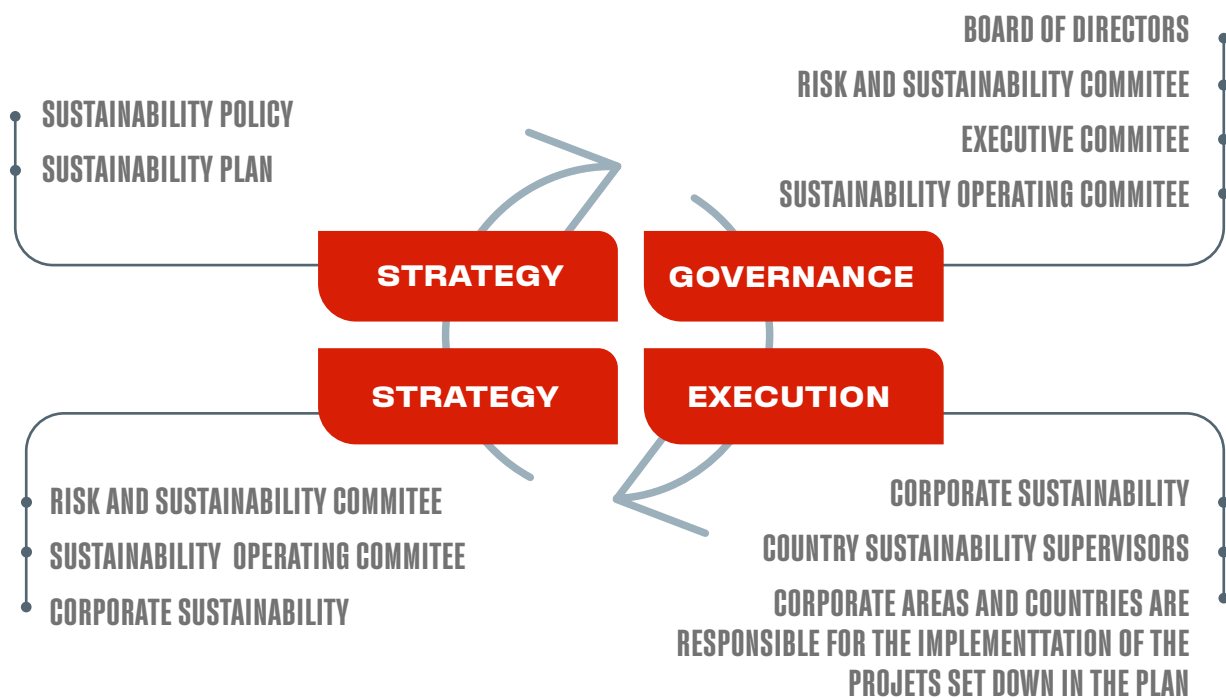 SUSTAINABILITY POLICY
SUSTAINABILITY PLAN
BOARD OF DIRECTORS
RISK AND SUSTAINABILITY COMMITEE
EXECUTIVE COMMITEE
SUSTAINABILITY OPERATING COMMITEE
STRATEGY
GOVERNANCE
STRATEGY
EXECUTION
RISK AND SUSTAINABILITY COMMITEE
SUSTAINABILITY OPERATING COMMITEE
CORPORATE SUSTAINABILITY
CORPORATE SUSTAINABILITY
COUNTRY SUSTAINABILITY SUPERVISORS
CORPORATE AREAS AND COUNTRIES ARE
RESPONSIBLE FOR THE IMPLEMENTTATION OF THE
PROJETS SET DOWN IN THE PLAN